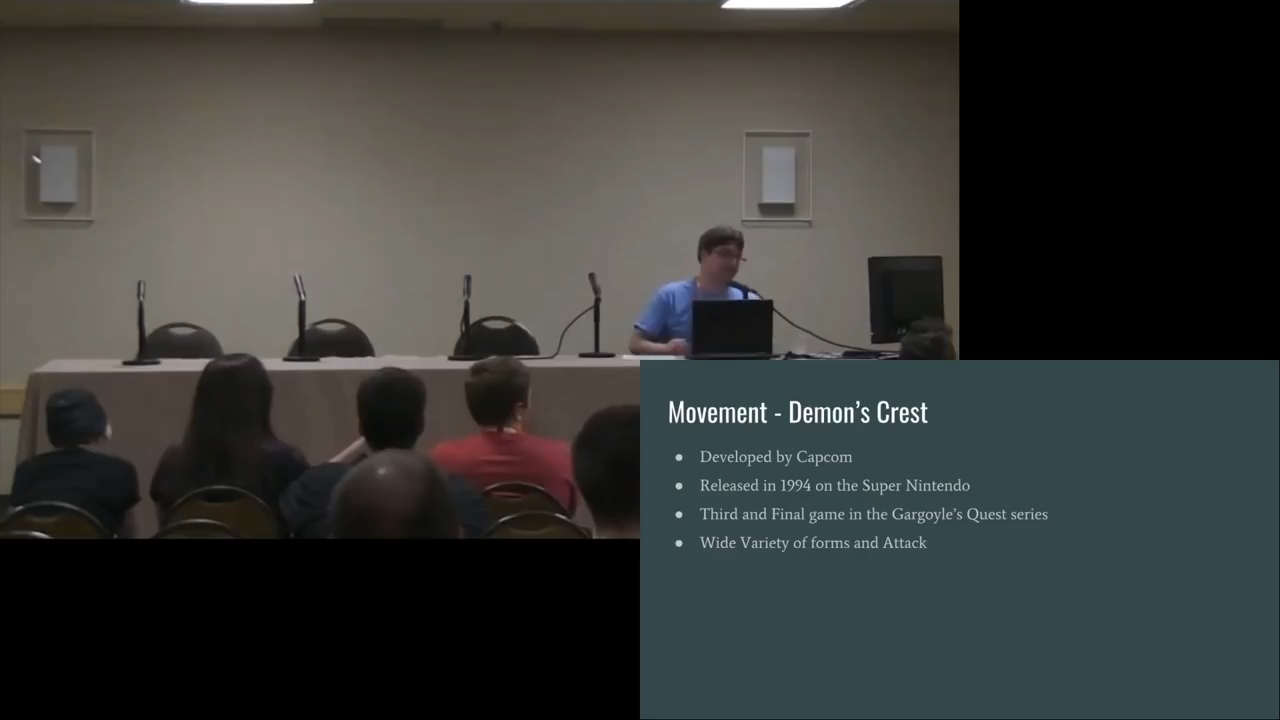 Movement - Demon's Crest
● Developed by Capcom
● Released in 1994 on the Super Nintendo
● Third and Final game in the Gargoyle's Quest series
● Wide Variety of forms and Attack